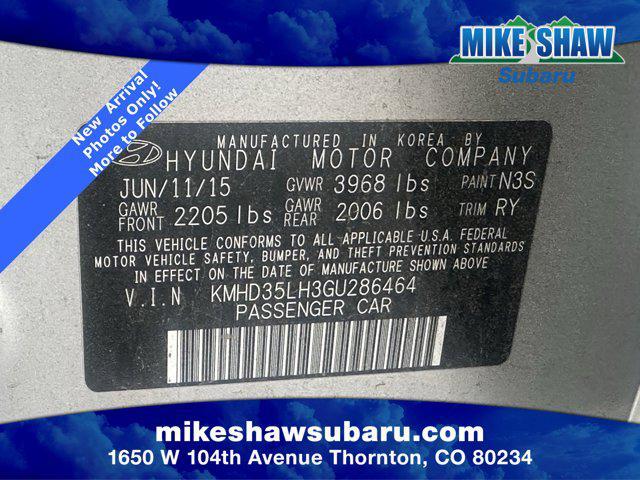 MIKE SHAW
Subaru
New Arrival
Photos Only!
More to Follow
MANUFACTURED IN KOREA BY
HYUNDAI MOTOR COMPANY
JUN/11/15 GVWR 3968 lbs PAINT N3S
GAWR FRONT 2205 lbs GAWR REAR 2006 lbs TRIM RY
THIS VEHICLE CONFORMS TO ALL APPLICABLE U.S.A. FEDERAL
MOTOR VEHICLE SAFETY, BUMPER, AND THEFT PREVENTION STANDARDS
IN EFFECT ON THE DATE OF MANUFACTURE SHOWN ABOVE.
V.I.N KMHD35LH3GU286464
PASSENGER CAR
mikeshawsubaru.com
1650 W 104th Avenue Thornton, CO 80234